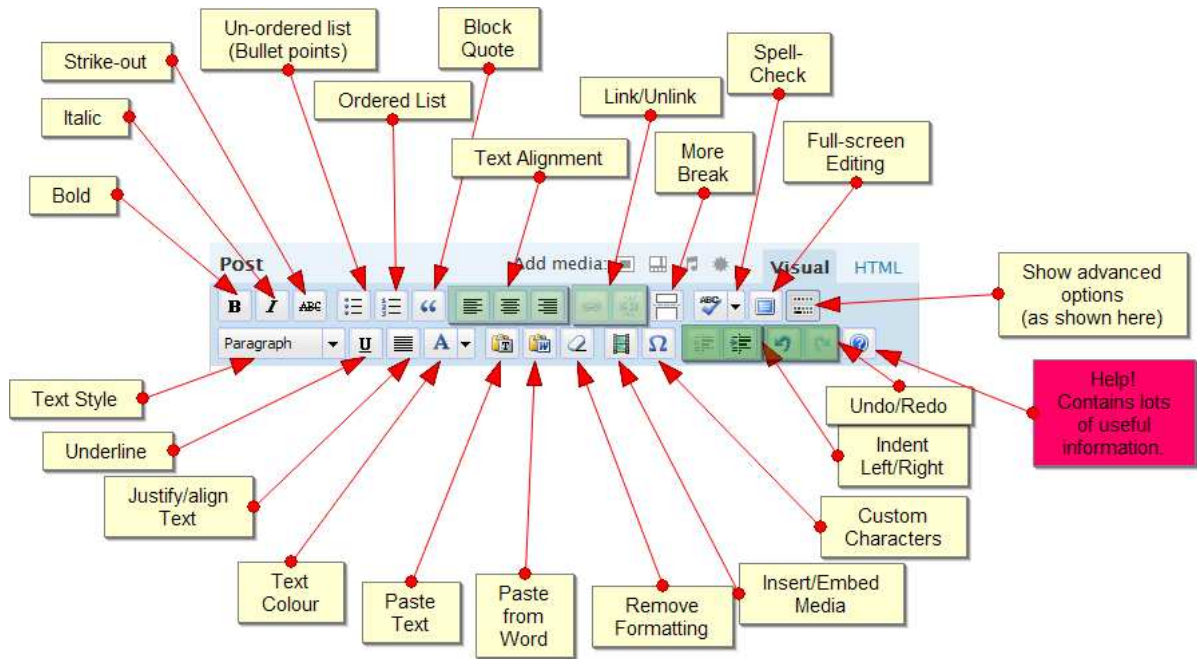 Un-ordered list
(Bullet points)
Block
Quote
Strike-out
Spell-
Check
Ordered List
Link/Unlink
Italic
Text Alignment
More
Break
Full-screen
Editing
Bold
Post
Add media:
Visual
HTML
Show advanced
options
(as shown here)
B
I
ABC
ABC
Paragraph
U
A
T
W
Ω
?
Text Style
Undo/Redo
Help!
Contains lots
of useful
information.
Underline
Indent
Left/Right
Justify/align
Text
Custom
Characters
Text
Colour
Paste
Text
Paste
from
Word
Remove
Formatting
Insert/Embed
Media